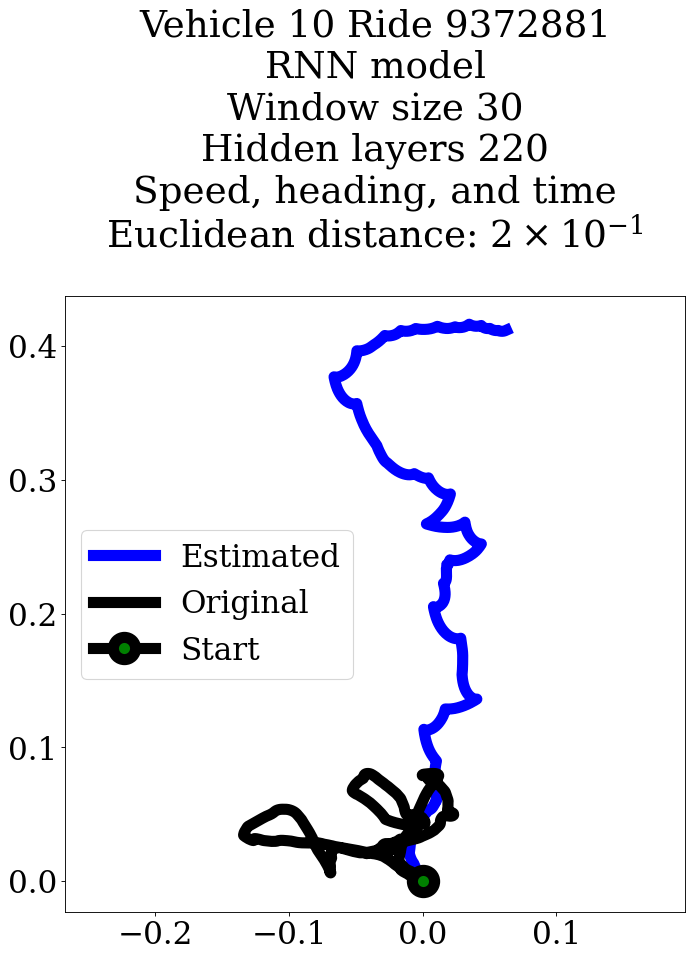 Vehicle 10 Ride 9372881
RNN model
Window size 30
Hidden layers 220
Speed, heading, and time
Euclidean distance: 2 × 10⁻¹
0.4
0.3
0.2
0.1
0.0
Estimated
Original
Start
−0.2
−0.1
0.0
0.1